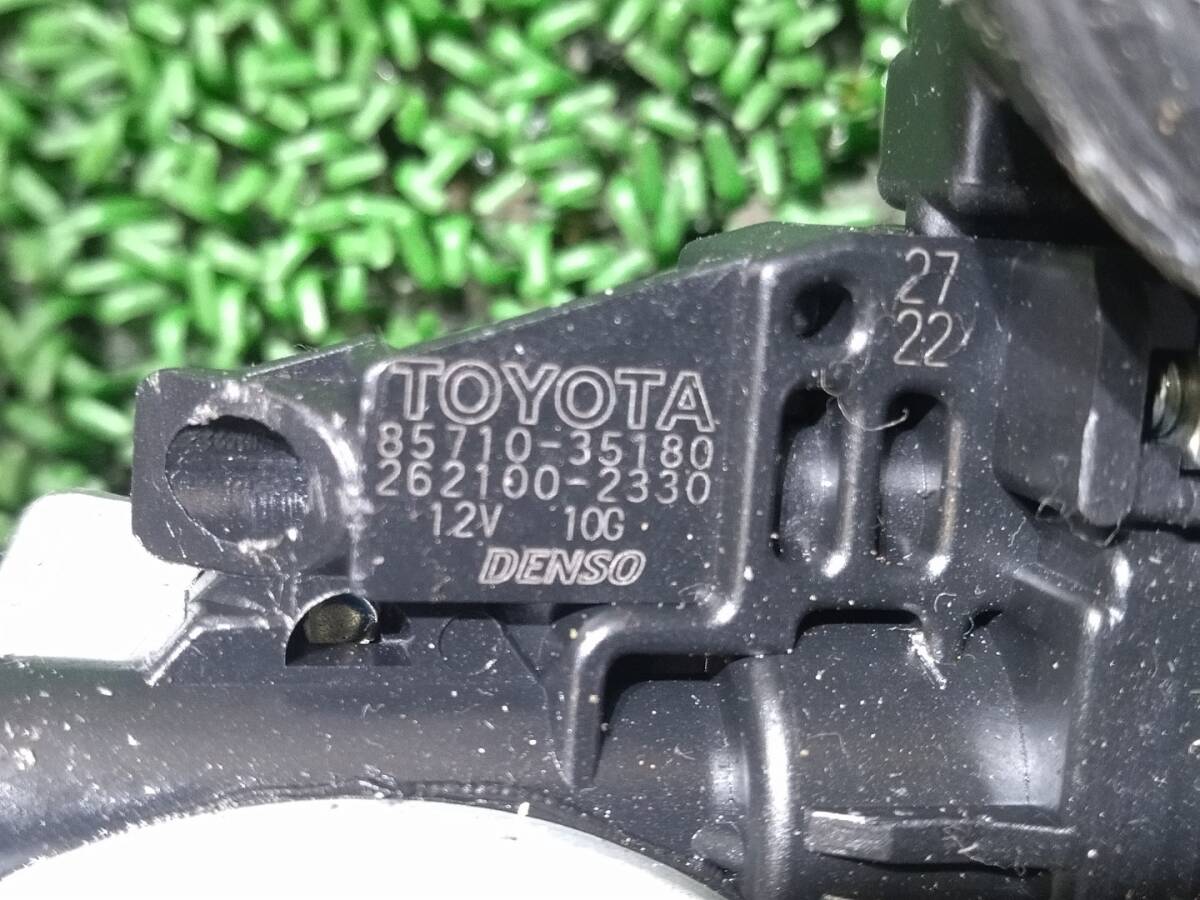 27
22
TOYOTA
85710-35180
262100-2330
12V 10G
DENSO